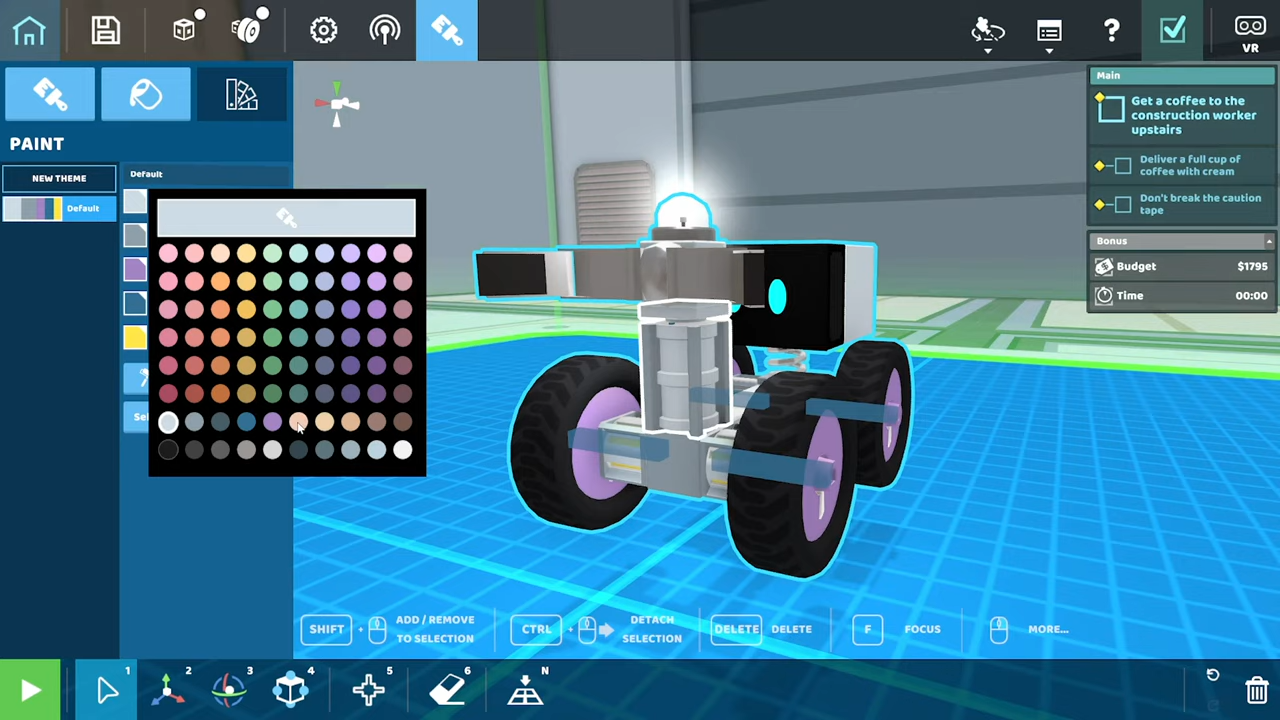 VR
PAINT
NEW THEME
Default
Default
Sel
Main
Get a coffee to the
construction worker
upstairs
Deliver a full cup of
coffee with cream
Don't break the caution
tape
Bonus
Budget $1795
Time 00:00
SHIFT + ADD / REMOVE
TO SELECTION
CTRL + DETACH
SELECTION
DELETE DELETE
F FOCUS
MORE...
1 2 3 4 5 6 N